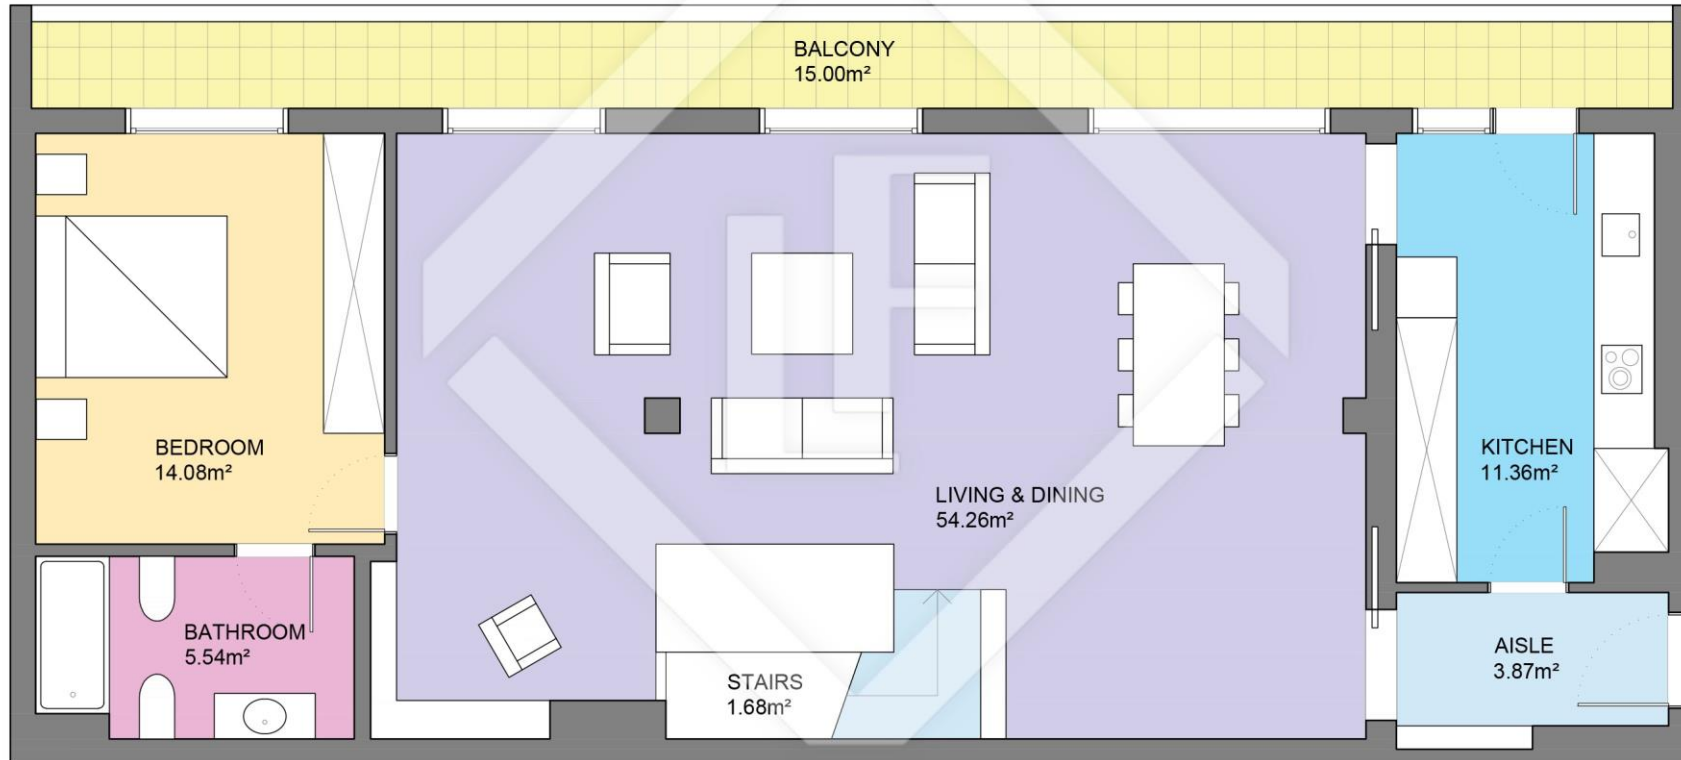 BALCONY
15.00m²
BEDROOM
14.08m²
KITCHEN
11.36m²
LIVING & DINING
54.26m²
BATHROOM
5.54m²
STAIRS
1.68m²
AISLE
3.87m²